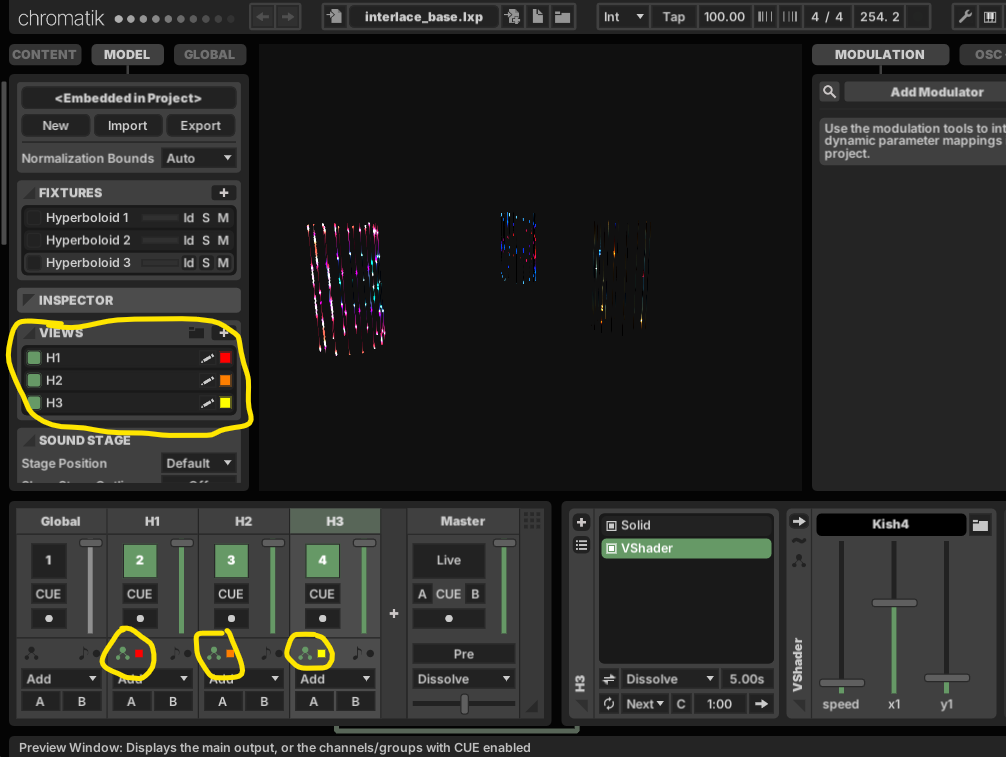 chromatik
interlace_base.lxp
Int
Tap
100.00
4 / 4
254. 2
CONTENT
MODEL
GLOBAL
MODULATION
OSC
<Embedded in Project>
New
Import
Export
Normalization Bounds
Auto
Add Modulator
Use the modulation tools to int
dynamic parameter mappings
project.
FIXTURES
+
Hyperboloid 1 Id S M
Hyperboloid 2 Id S M
Hyperboloid 3 Id S M
INSPECTOR
VIEWS
+
H1
H2
H3
SOUND STAGE
Stage Position
Default
Global
H1
H2
H3
Master
1
2
3
4
Live
CUE
CUE
CUE
CUE
A CUE B
+
Pre
Add
Add
Add
Add
Dissolve
A B
A B
A B
A B
+
Solid
VShader
H3
Dissolve
5.00s
Next
C
1:00
VShader
Kish4
speed
x1
y1
Preview Window: Displays the main output, or the channels/groups with CUE enabled